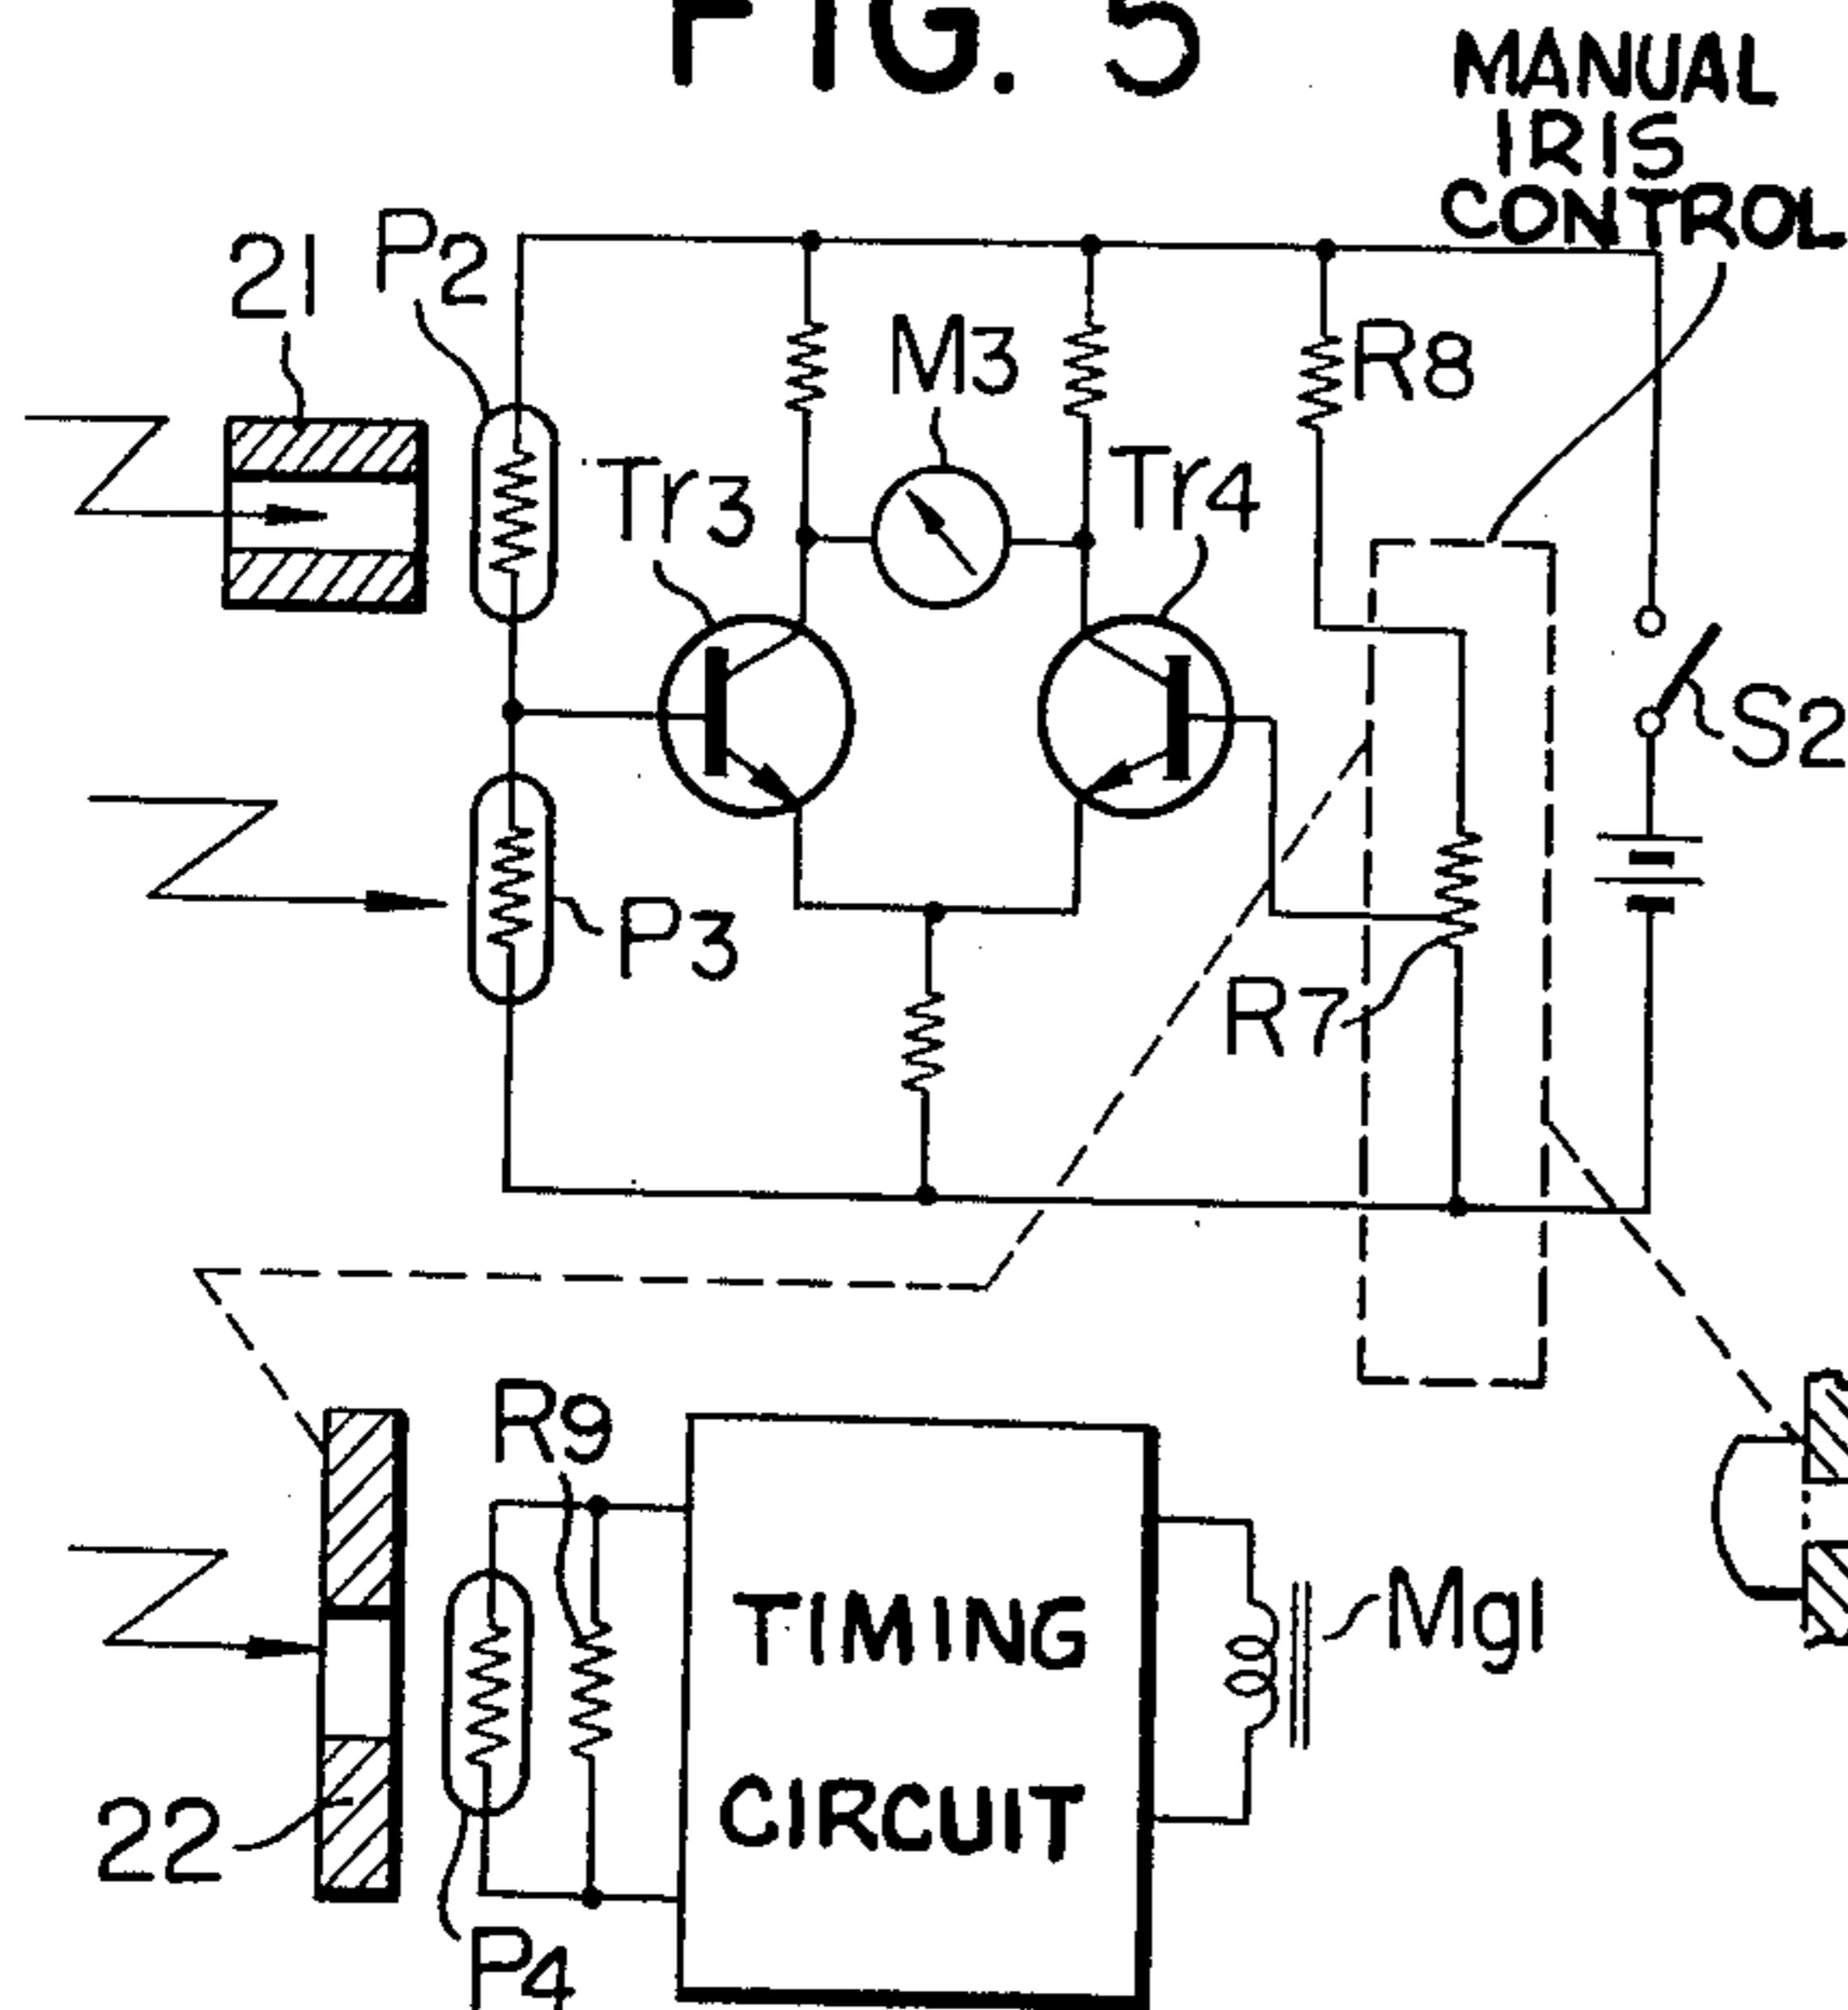 FIG. 5
MANUAL
IRIS
CONTROL
21
P2
M3
R8
Tr3
Tr4
S2
P3
R7
R9
TIMING
CIRCUIT
Mg1
22
P4